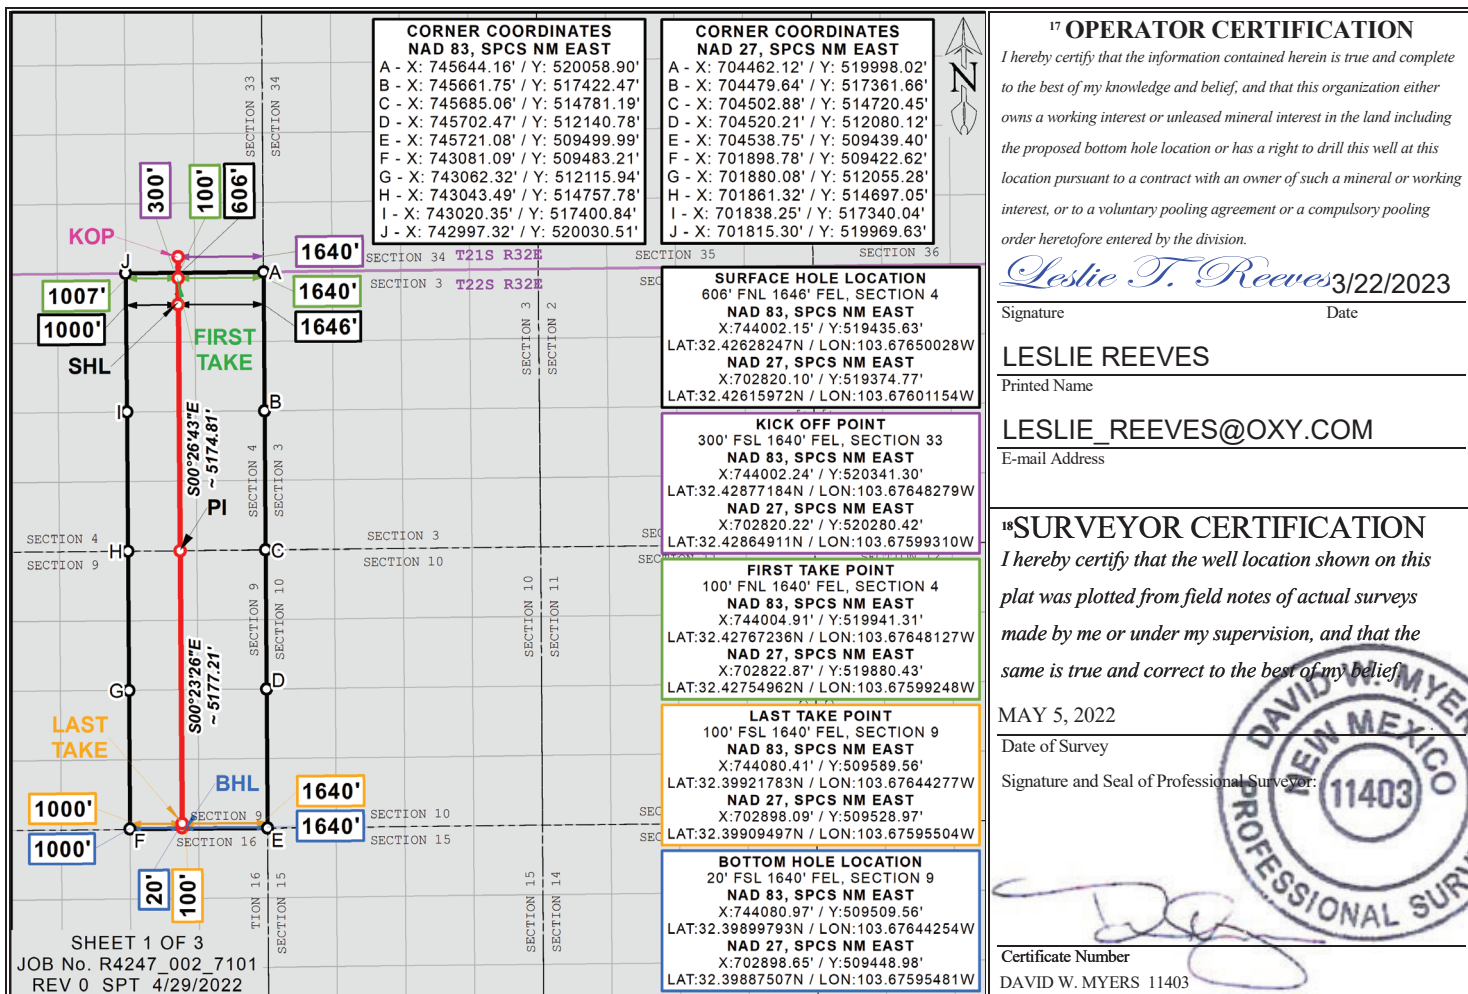 CORNER COORDINATES
NAD 83, SPCS NM EAST
A - X: 745644.16' / Y: 520058.90'
B - X: 745661.75' / Y: 517422.47'
C - X: 745685.06' / Y: 514781.19'
D - X: 745702.47' / Y: 512140.78'
E - X: 745721.08' / Y: 509499.99'
F - X: 743081.09' / Y: 509483.21'
G - X: 743062.32' / Y: 512115.94'
H - X: 743043.49' / Y: 514757.78'
I - X: 743020.35' / Y: 517400.84'
J - X: 742997.32' / Y: 520030.51'
CORNER COORDINATES
NAD 27, SPCS NM EAST
A - X: 704462.12' / Y: 519998.02'
B - X: 704479.64' / Y: 517361.66'
C - X: 704502.88' / Y: 514720.45'
D - X: 704520.21' / Y: 512080.12'
E - X: 704538.75' / Y: 509439.40'
F - X: 701898.78' / Y: 509422.62'
G - X: 701880.08' / Y: 512055.28'
H - X: 701861.32' / Y: 514697.05'
I - X: 701838.25' / Y: 517340.04'
J - X: 701815.30' / Y: 519969.63'
N
SECTION 33
SECTION 34
300'
100'
606'
KOP
1640'
SECTION 34 T21S R32E
SECTION 35
SECTION 36
J
A
SECTION 3 T22S R32E
1007'
1640'
1000'
1646'
FIRST
TAKE
SHL
SECTION 3
SECTION 2
I
B
S00°26'43"E
~ 5174.81'
SECTION 4
SECTION 3
PI
SECTION 4
H
C
SECTION 3
SEC
SECTION 9
SECTION 10
SECTION 9
SECTION 10
SECTION 10
SECTION 11
G
D
S00°23'26"E
~ 5177.21'
LAST
TAKE
BHL
1000'
1640'
SECTION 9
SECTION 10
SEC
F
E
1000'
1640'
SECTION 16
SECTION 15
SEC
20'
100'
TION 16
SECTION 15
SECTION 15
SECTION 14
SHEET 1 OF 3
JOB No. R4247_002_7101
REV 0 SPT 4/29/2022
SURFACE HOLE LOCATION
606' FNL 1646' FEL, SECTION 4
NAD 83, SPCS NM EAST
X:744002.15' / Y:519435.63'
LAT:32.42628247N / LON:103.67650028W
NAD 27, SPCS NM EAST
X:702820.10' / Y:519374.77'
LAT:32.42615972N / LON:103.67601154W
KICK OFF POINT
300' FSL 1640' FEL, SECTION 33
NAD 83, SPCS NM EAST
X:744002.24' / Y:520341.30'
LAT:32.42877184N / LON:103.67648279W
NAD 27, SPCS NM EAST
X:702820.22' / Y:520280.42'
LAT:32.42864911N / LON:103.67599310W
FIRST TAKE POINT
100' FNL 1640' FEL, SECTION 4
NAD 83, SPCS NM EAST
X:744004.91' / Y:519941.31'
LAT:32.42767236N / LON:103.67648127W
NAD 27, SPCS NM EAST
X:702822.87' / Y:519880.43'
LAT:32.42754962N / LON:103.67599248W
LAST TAKE POINT
100' FSL 1640' FEL, SECTION 9
NAD 83, SPCS NM EAST
X:744080.41' / Y:509589.56'
LAT:32.39921783N / LON:103.67644277W
NAD 27, SPCS NM EAST
X:702898.09' / Y:509528.97'
LAT:32.39909497N / LON:103.67595504W
BOTTOM HOLE LOCATION
20' FSL 1640' FEL, SECTION 9
NAD 83, SPCS NM EAST
X:744080.97' / Y:509509.56'
LAT:32.39899793N / LON:103.67644254W
NAD 27, SPCS NM EAST
X:702898.65' / Y:509448.98'
LAT:32.39887507N / LON:103.67595481W
17 OPERATOR CERTIFICATION
I hereby certify that the information contained herein is true and complete
to the best of my knowledge and belief, and that this organization either
owns a working interest or unleased mineral interest in the land including
the proposed bottom hole location or has a right to drill this well at this
location pursuant to a contract with an owner of such a mineral or working
interest, or to a voluntary pooling agreement or a compulsory pooling
order heretofore entered by the division.
Leslie T. Reeves 3/22/2023
Signature Date
LESLIE REEVES
Printed Name
LESLIE_REEVES@OXY.COM
E-mail Address
18 SURVEYOR CERTIFICATION
I hereby certify that the well location shown on this
plat was plotted from field notes of actual surveys
made by me or under my supervision, and that the
same is true and correct to the best of my belief.
MAY 5, 2022
Date of Survey
Signature and Seal of Professional Surveyor:
DAVID W. MYER
NEW MEXICO
11403
PROFESSIONAL SURV
Certificate Number
DAVID W. MYERS 11403